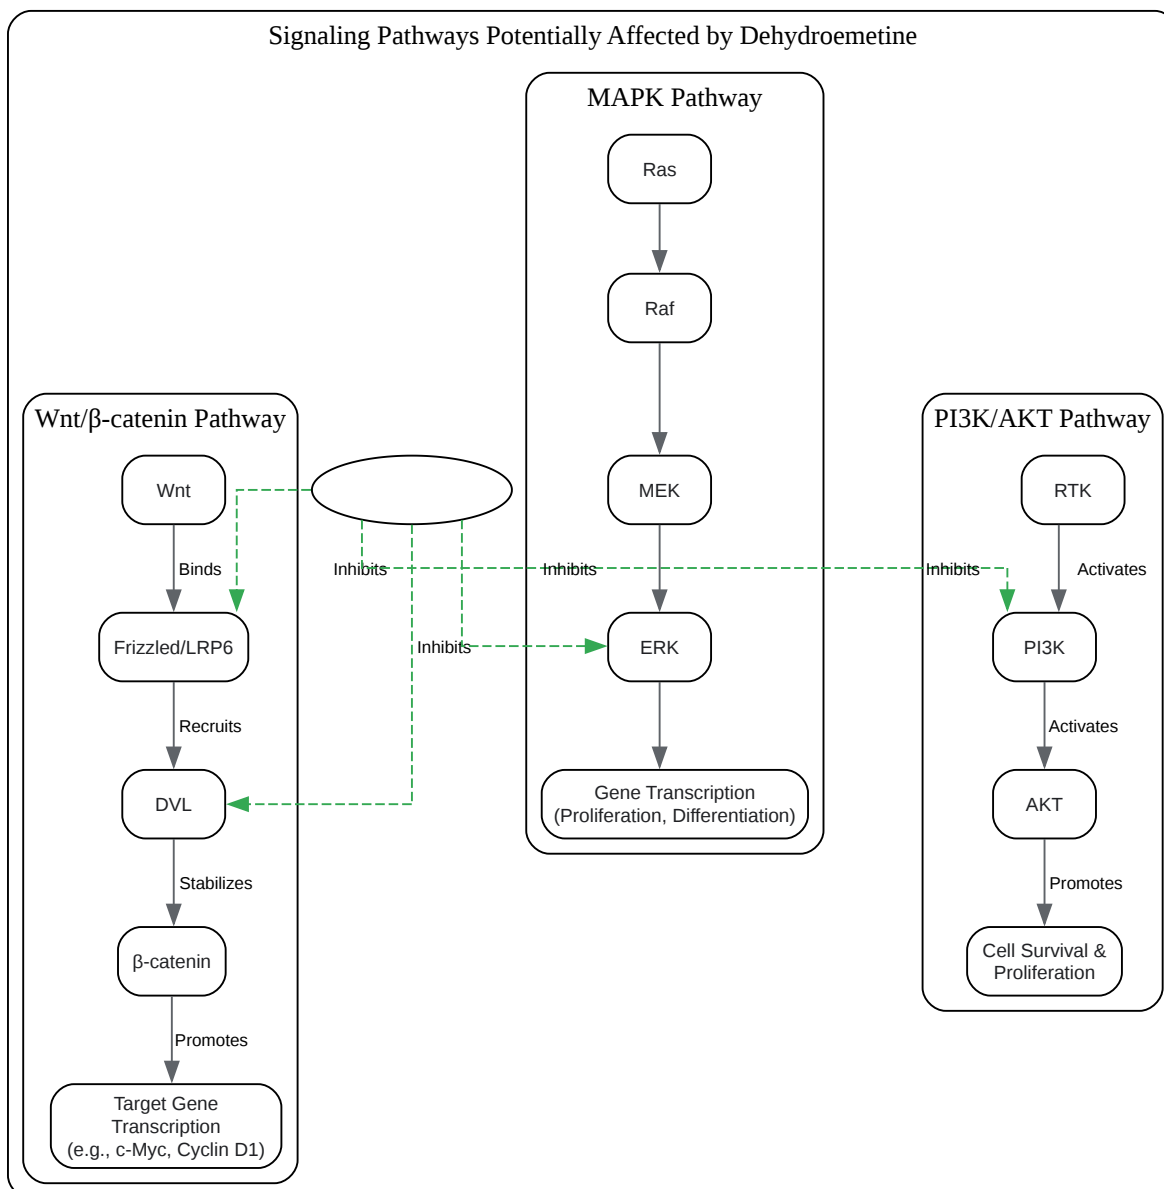 Signaling Pathways Potentially Affected by Dehydroemetine
MAPK Pathway
Ras
Raf
MEK
Inhibits
ERK
Gene Transcription
(Proliferation, Differentiation)
Wnt/β-catenin Pathway
Wnt
Binds
Frizzled/LRP6
Recruits
DVL
Stabilizes
β-catenin
Promotes
Target Gene
Transcription
(e.g., c-Myc, Cyclin D1)
Inhibits
Inhibits
PI3K/AKT Pathway
RTK
Inhibits
Activates
PI3K
Activates
AKT
Promotes
Cell Survival &
Proliferation